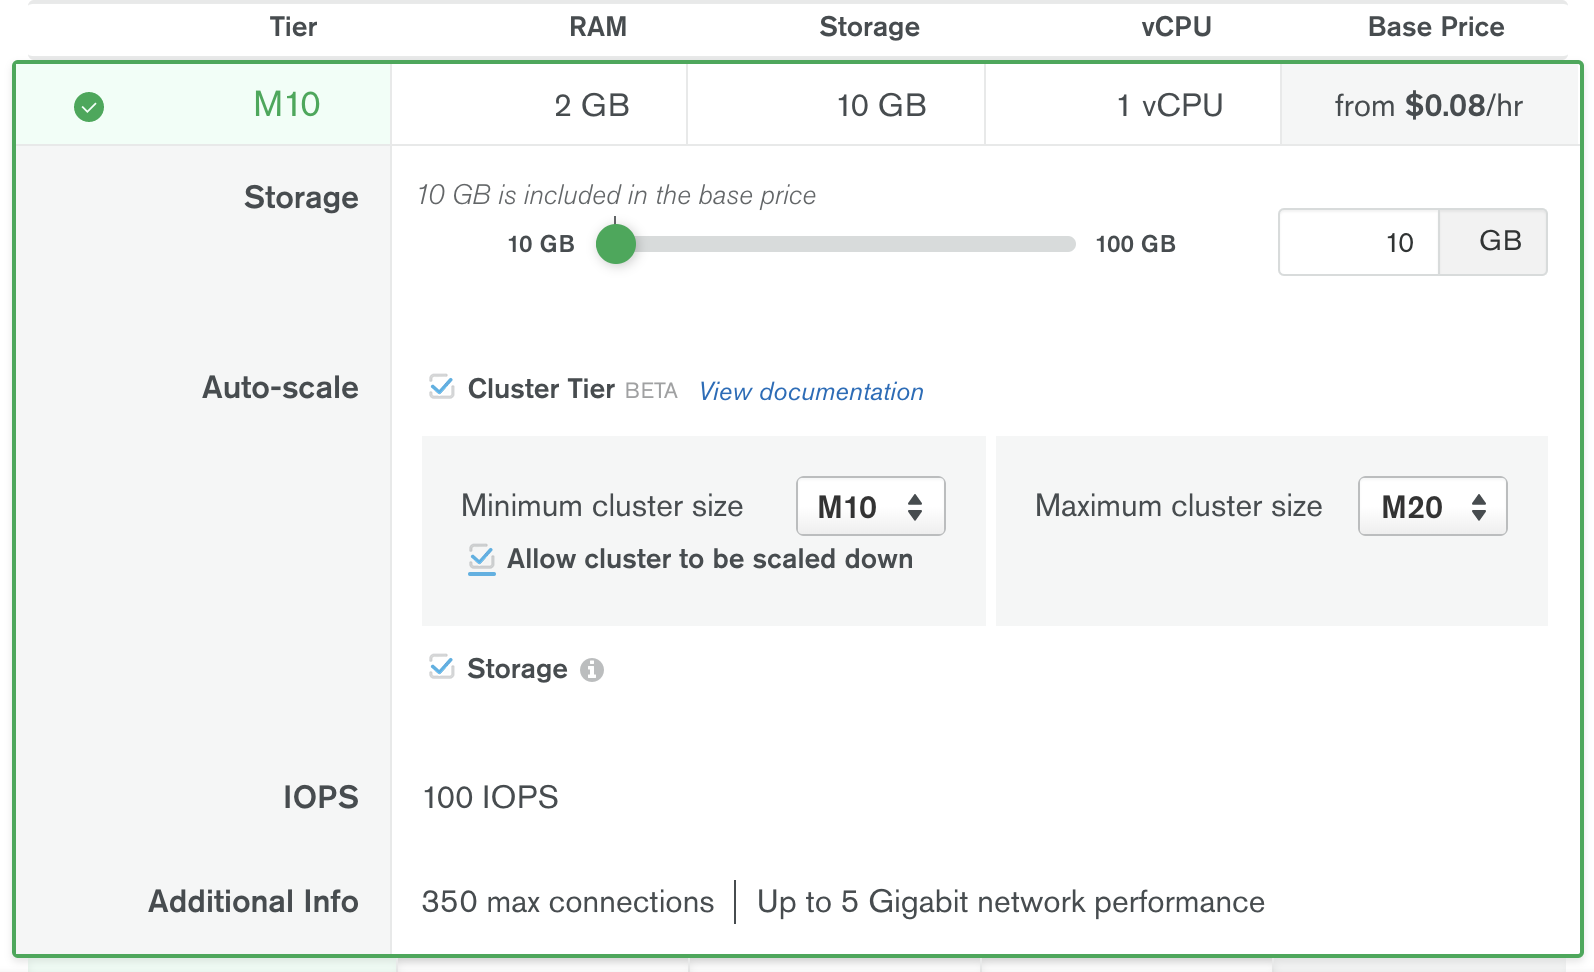 Tier RAM Storage vCPU Base Price
M10 2 GB 10 GB 1 vCPU from $0.08/hr
Storage 10 GB is included in the base price
10 GB 100 GB 10 GB
Auto-scale Cluster Tier BETA View documentation
Minimum cluster size M10 Maximum cluster size M20
Allow cluster to be scaled down
Storage
IOPS 100 IOPS
Additional Info 350 max connections Up to 5 Gigabit network performance